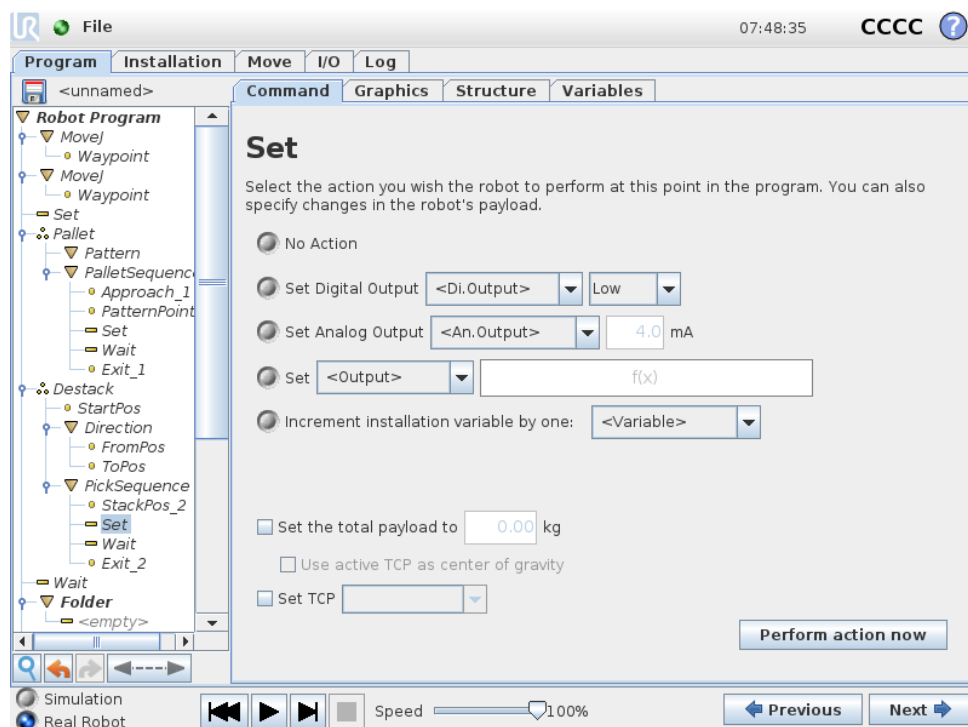 UR File 07:48:35 CCCC ?
Program Installation Move I/O Log
<unnamed> Command Graphics Structure Variables
Robot Program
MoveJ
Waypoint
MoveJ
Waypoint
Set
Pallet
Pattern
PalletSequenc
Approach_1
PatternPoint
Set
Wait
Exit_1
Destack
StartPos
Direction
FromPos
ToPos
PickSequence
StackPos_2
Set
Wait
Exit_2
Wait
Folder
<empty>
Set
Select the action you wish the robot to perform at this point in the program. You can also
specify changes in the robot's payload.
No Action
Set Digital Output <Di.Output> Low
Set Analog Output <An.Output> 4.0 mA
Set <Output> f(x)
Increment installation variable by one: <Variable>
Set the total payload to 0.00 kg
Use active TCP as center of gravity
Set TCP
Perform action now
Simulation
Real Robot
Speed 100%
Previous Next